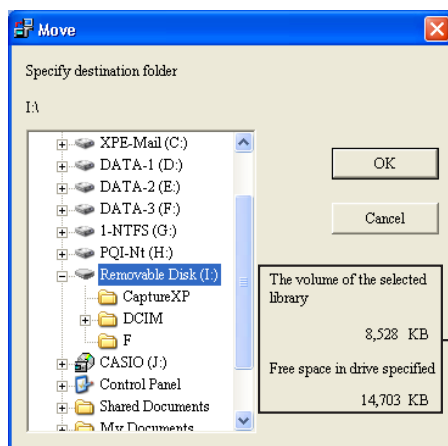 Move
Specify destination folder
I:\
XPE-Mail (C:)
DATA-1 (D:)
DATA-2 (E:)
DATA-3 (F:)
1-NTFS (G:)
PQI-Nt (H:)
Removable Disk (I:)
CaptureXP
DCIM
F
CASIO (J:)
Control Panel
Shared Documents
My Documents
OK
Cancel
The volume of the selected
library
8,528 KB
Free space in drive specified
14,703 KB